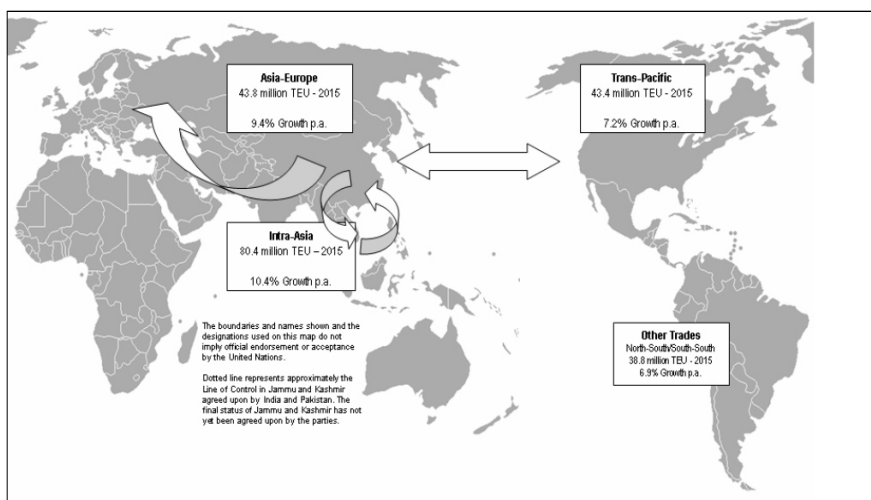 Asia-Europe
43.8 million TEU - 2015
9.4% Growth p.a.
Trans-Pacific
43.4 million TEU - 2015
7.2% Growth p.a.
Intra-Asia
80.4 million TEU – 2015
10.4% Growth p.a.
The boundaries and names shown and the
designations used on this map do not
imply official endorsement or acceptance
by the United Nations.
Dotted line represents approximately the
Line of Control in Jammu and Kashmir
agreed upon by India and Pakistan. The
final status of Jammu and Kashmir has not
yet been agreed upon by the parties.
Other Trades
North-South/South-South
38.8 million TEU - 2015
6.9% Growth p.a.